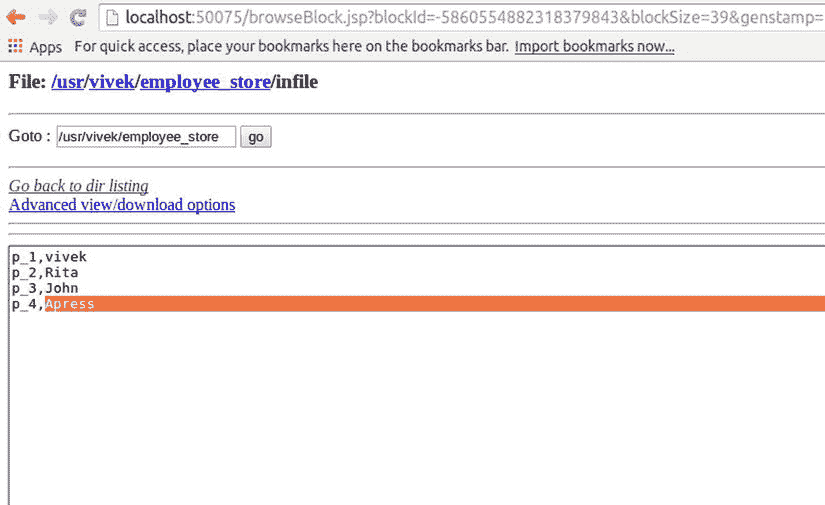 localhost:50075/browseBlock.jsp?blockId=-5860554882318379843&blockSize=39&genstamp=
Apps For quick access, place your bookmarks here on the bookmarks bar. Import bookmarks now...
File: /usr/vivek/employee_store/infile
Goto : /usr/vivek/employee_store go
Go back to dir listing
Advanced view/download options
p_1,vivek
p_2,Rita
p_3,John
p_4,Apress